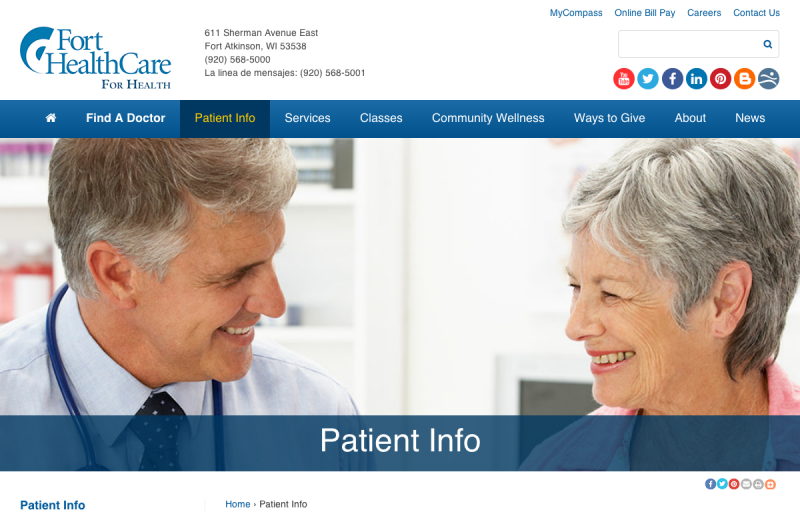 MyCompass Online Bill Pay Careers Contact Us
Fort
HealthCare
FOR HEALTH
611 Sherman Avenue East
Fort Atkinson, WI 53538
(920) 568-5000
La linea de mensajes: (920) 568-5001
You
Tube
Find A Doctor Patient Info Services Classes Community Wellness Ways to Give About News
Patient Info
Patient Info
Home › Patient Info